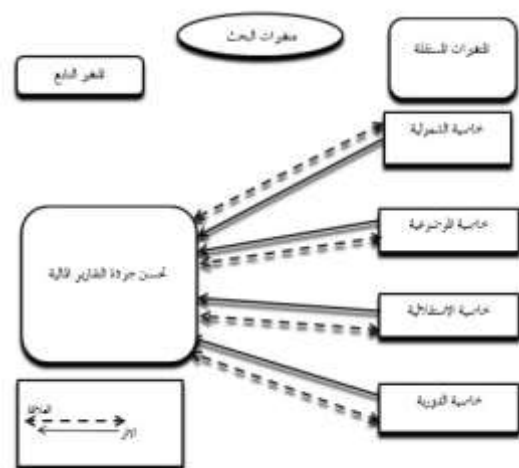 متغيرات البحث
المتغيرات المستقلة
المتغير التابع
خاصية الشمولية
خاصية الموضوعية
تحسين جودة التقارير المالية
خاصية الاستقلالية
خاصية الدورية
العلاقة
الاثر